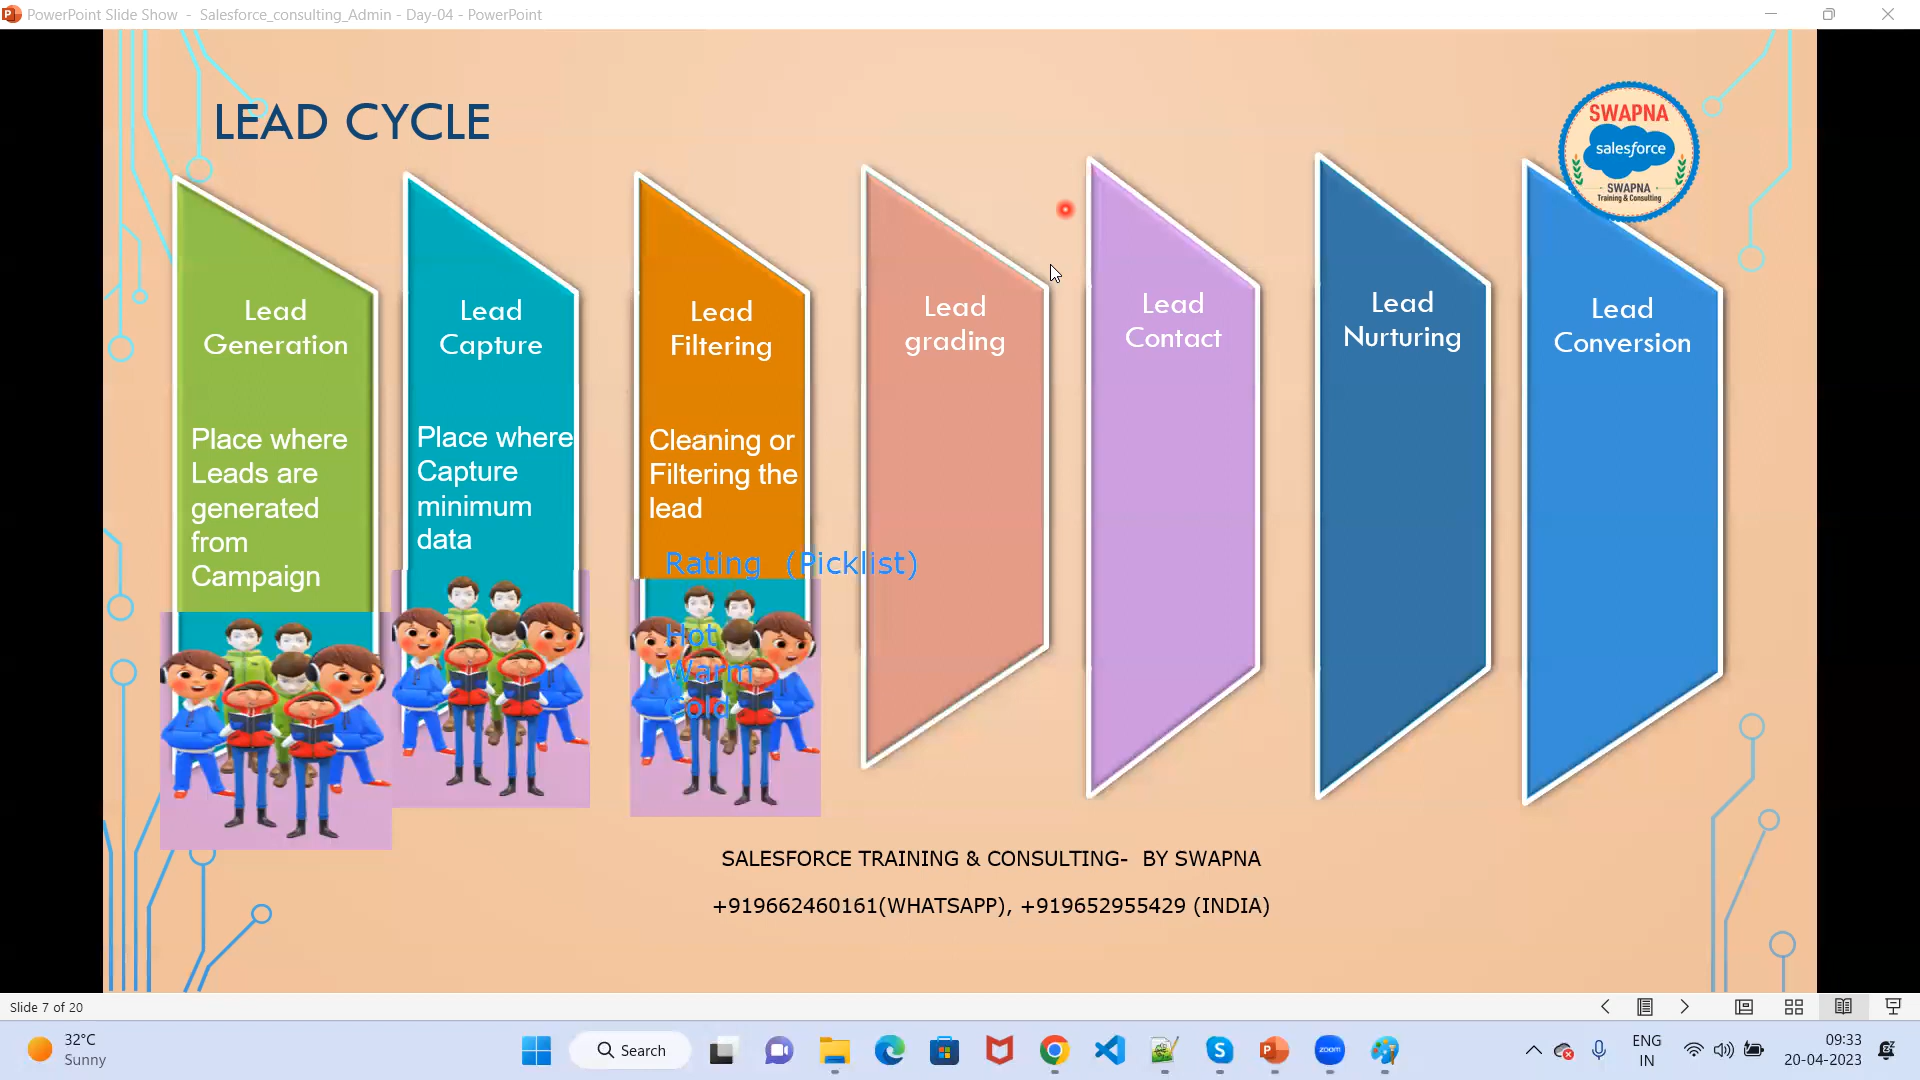 PowerPoint Slide Show - Salesforce_consulting_Admin - Day-04 - PowerPoint
LEAD CYCLE
SWAPNA
salesforce
SWAPNA
Training & Consulting
Lead
Generation
Place where
Leads are
generated
from
Campaign
Lead
Capture
Place where
Capture
minimum
data
Lead
Filtering
Cleaning or
Filtering the
lead
Rating (Picklist)
Hot
Warm
Cold
Lead
grading
Lead
Contact
Lead
Nurturing
Lead
Conversion
SALESFORCE TRAINING & CONSULTING- BY SWAPNA
+919662460161(WHATSAPP), +919652955429 (INDIA)
Slide 7 of 20
32°C
Sunny
Search
zoom
ENG
IN
09:33
20-04-2023